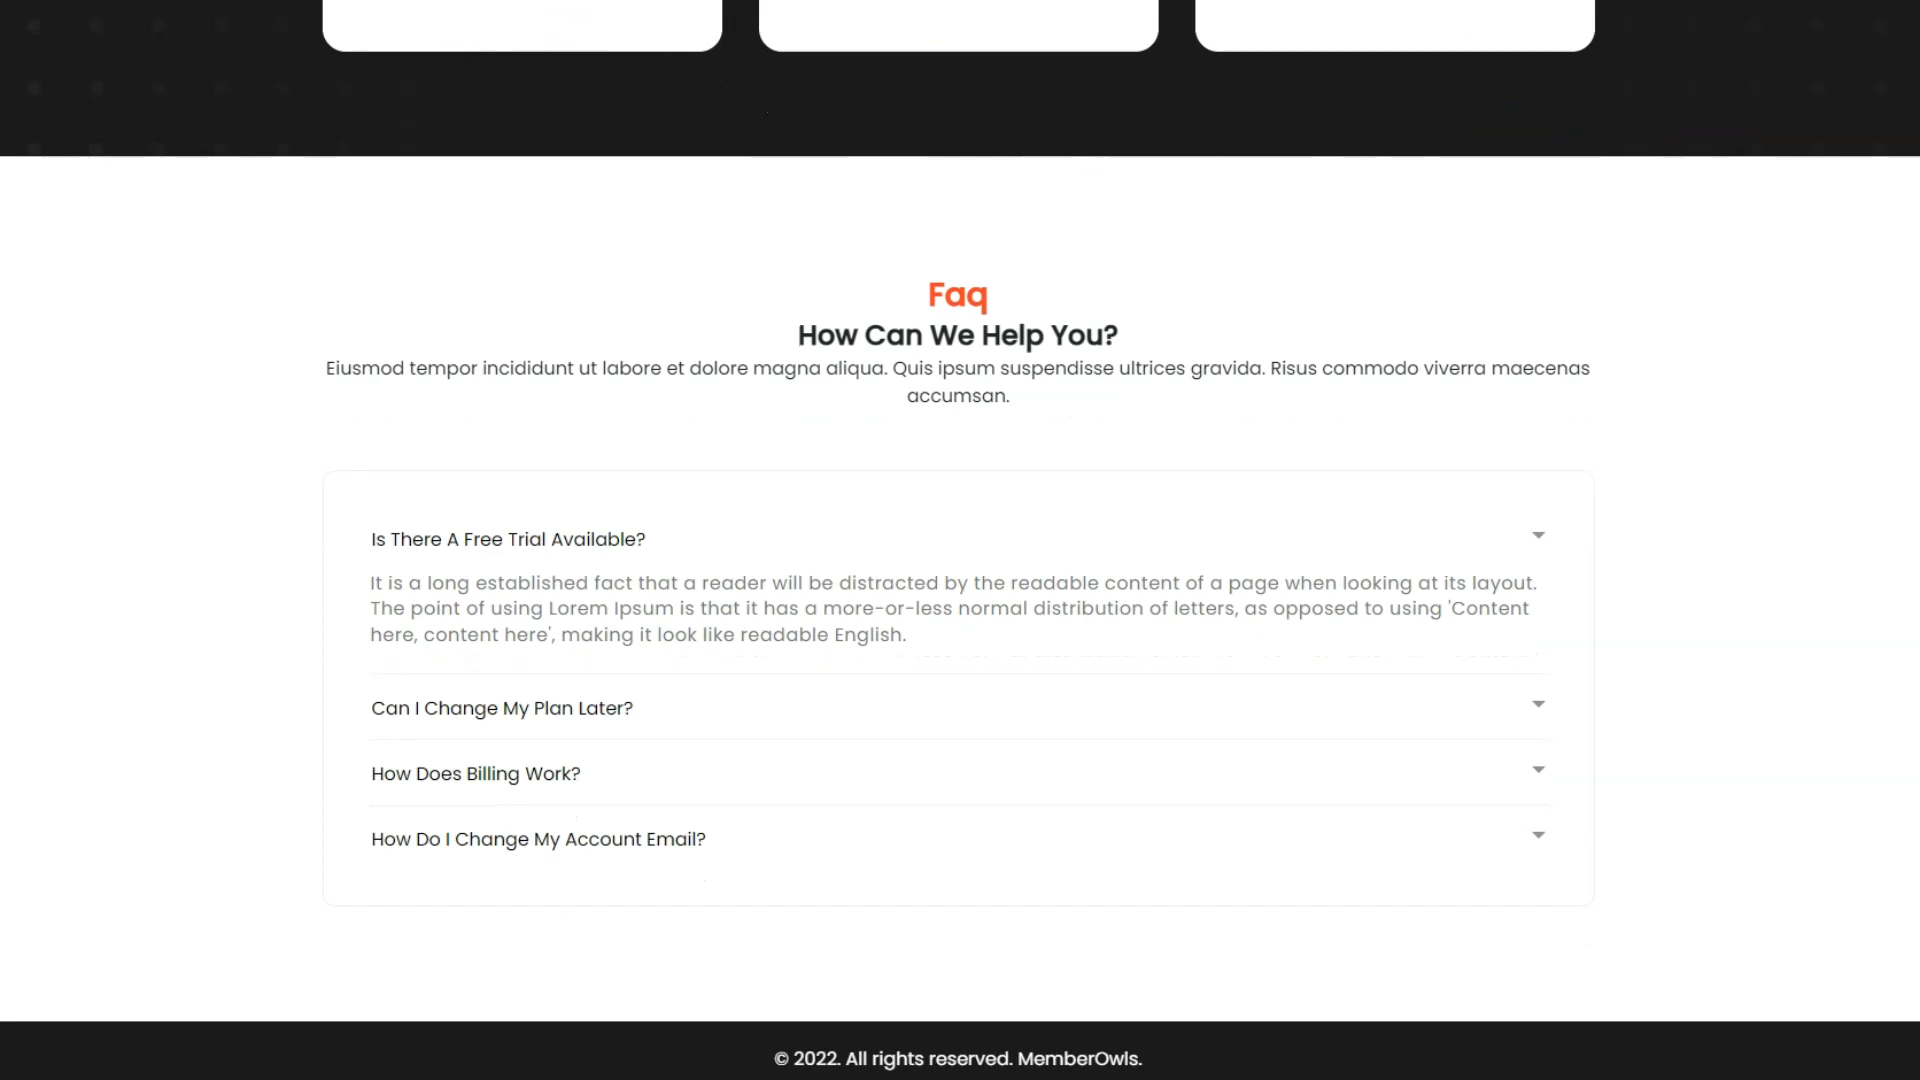 Faq
How Can We Help You?
Eiusmod tempor incididunt ut labore et dolore magna aliqua. Quis ipsum suspendisse ultrices gravida. Risus commodo viverra maecenas
accumsan.
Is There A Free Trial Available?
It is a long established fact that a reader will be distracted by the readable content of a page when looking at its layout.
The point of using Lorem Ipsum is that it has a more-or-less normal distribution of letters, as opposed to using 'Content
here, content here', making it look like readable English.
Can I Change My Plan Later?
How Does Billing Work?
How Do I Change My Account Email?
© 2022. All rights reserved. MemberOwls.